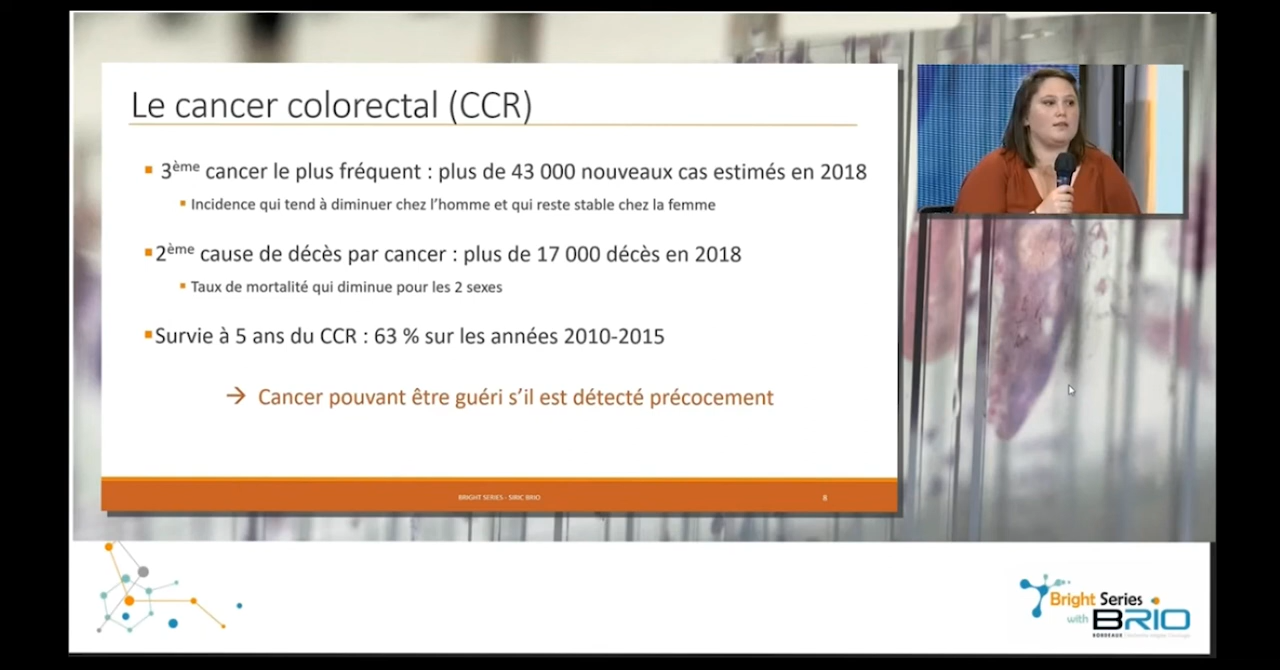 Le cancer colorectal (CCR)
▪ 3ème cancer le plus fréquent : plus de 43 000 nouveaux cas estimés en 2018
▪ Incidence qui tend à diminuer chez l’homme et qui reste stable chez la femme
▪ 2ème cause de décès par cancer : plus de 17 000 décès en 2018
▪ Taux de mortalité qui diminue pour les 2 sexes
▪ Survie à 5 ans du CCR : 63 % sur les années 2010-2015
→ Cancer pouvant être guéri s’il est détecté précocement
BRIGHT SERIES - SIRIC BRIO 8
Bright Series
with BRIO
BORDEAUX